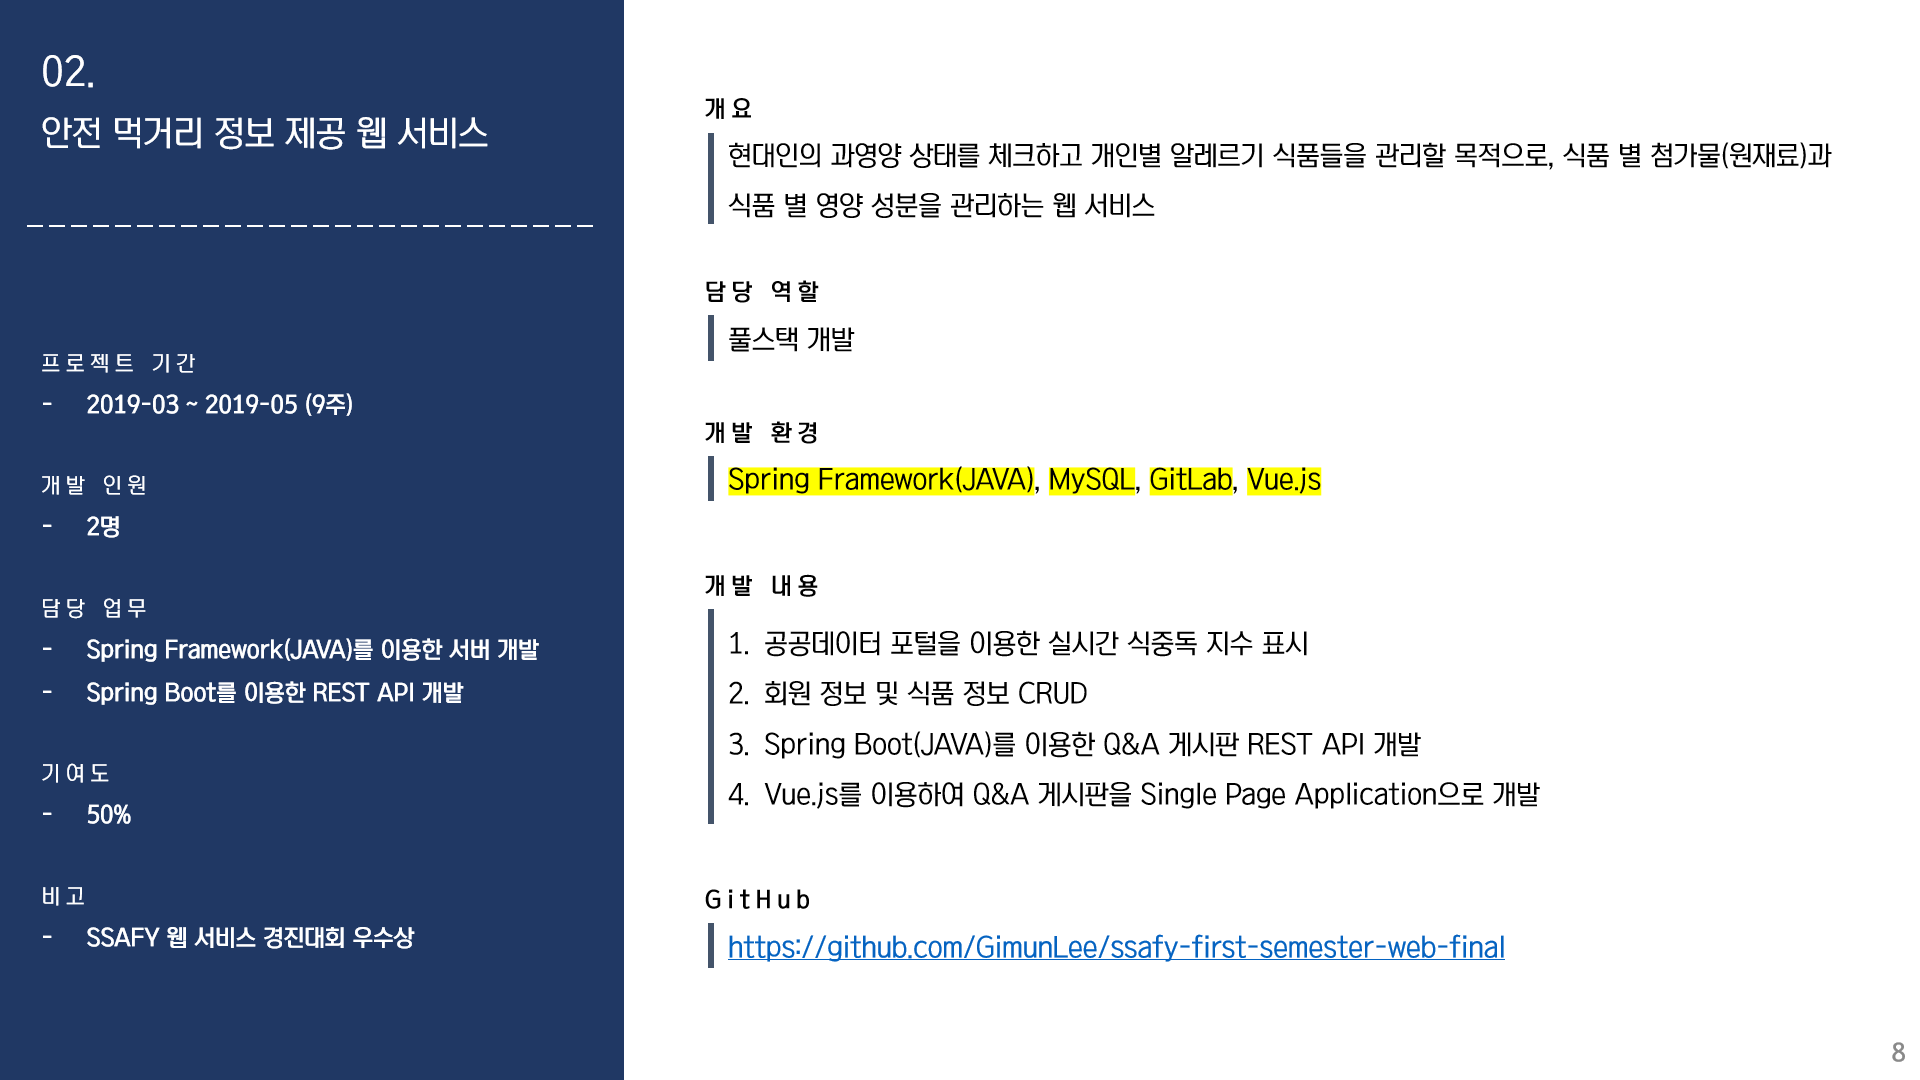 02.
안전 먹거리 정보 제공 웹 서비스
프로젝트 기간
- 2019-03 ~ 2019-05 (9주)
개발 인원
- 2명
담당 업무
- Spring Framework(JAVA)를 이용한 서버 개발
- Spring Boot를 이용한 REST API 개발
기여도
- 50%
비고
- SSAFY 웹 서비스 경진대회 우수상
개요
현대인의 과영양 상태를 체크하고 개인별 알레르기 식품들을 관리할 목적으로, 식품 별 첨가물(원재료)과
식품 별 영양 성분을 관리하는 웹 서비스
담당 역할
풀스택 개발
개발 환경
Spring Framework(JAVA), MySQL, GitLab, Vue.js
개발 내용
1. 공공데이터 포털을 이용한 실시간 식중독 지수 표시
2. 회원 정보 및 식품 정보 CRUD
3. Spring Boot(JAVA)를 이용한 Q&A 게시판 REST API 개발
4. Vue.js를 이용하여 Q&A 게시판을 Single Page Application으로 개발
GitHub
https://github.com/GimunLee/ssafy-first-semester-web-final
8